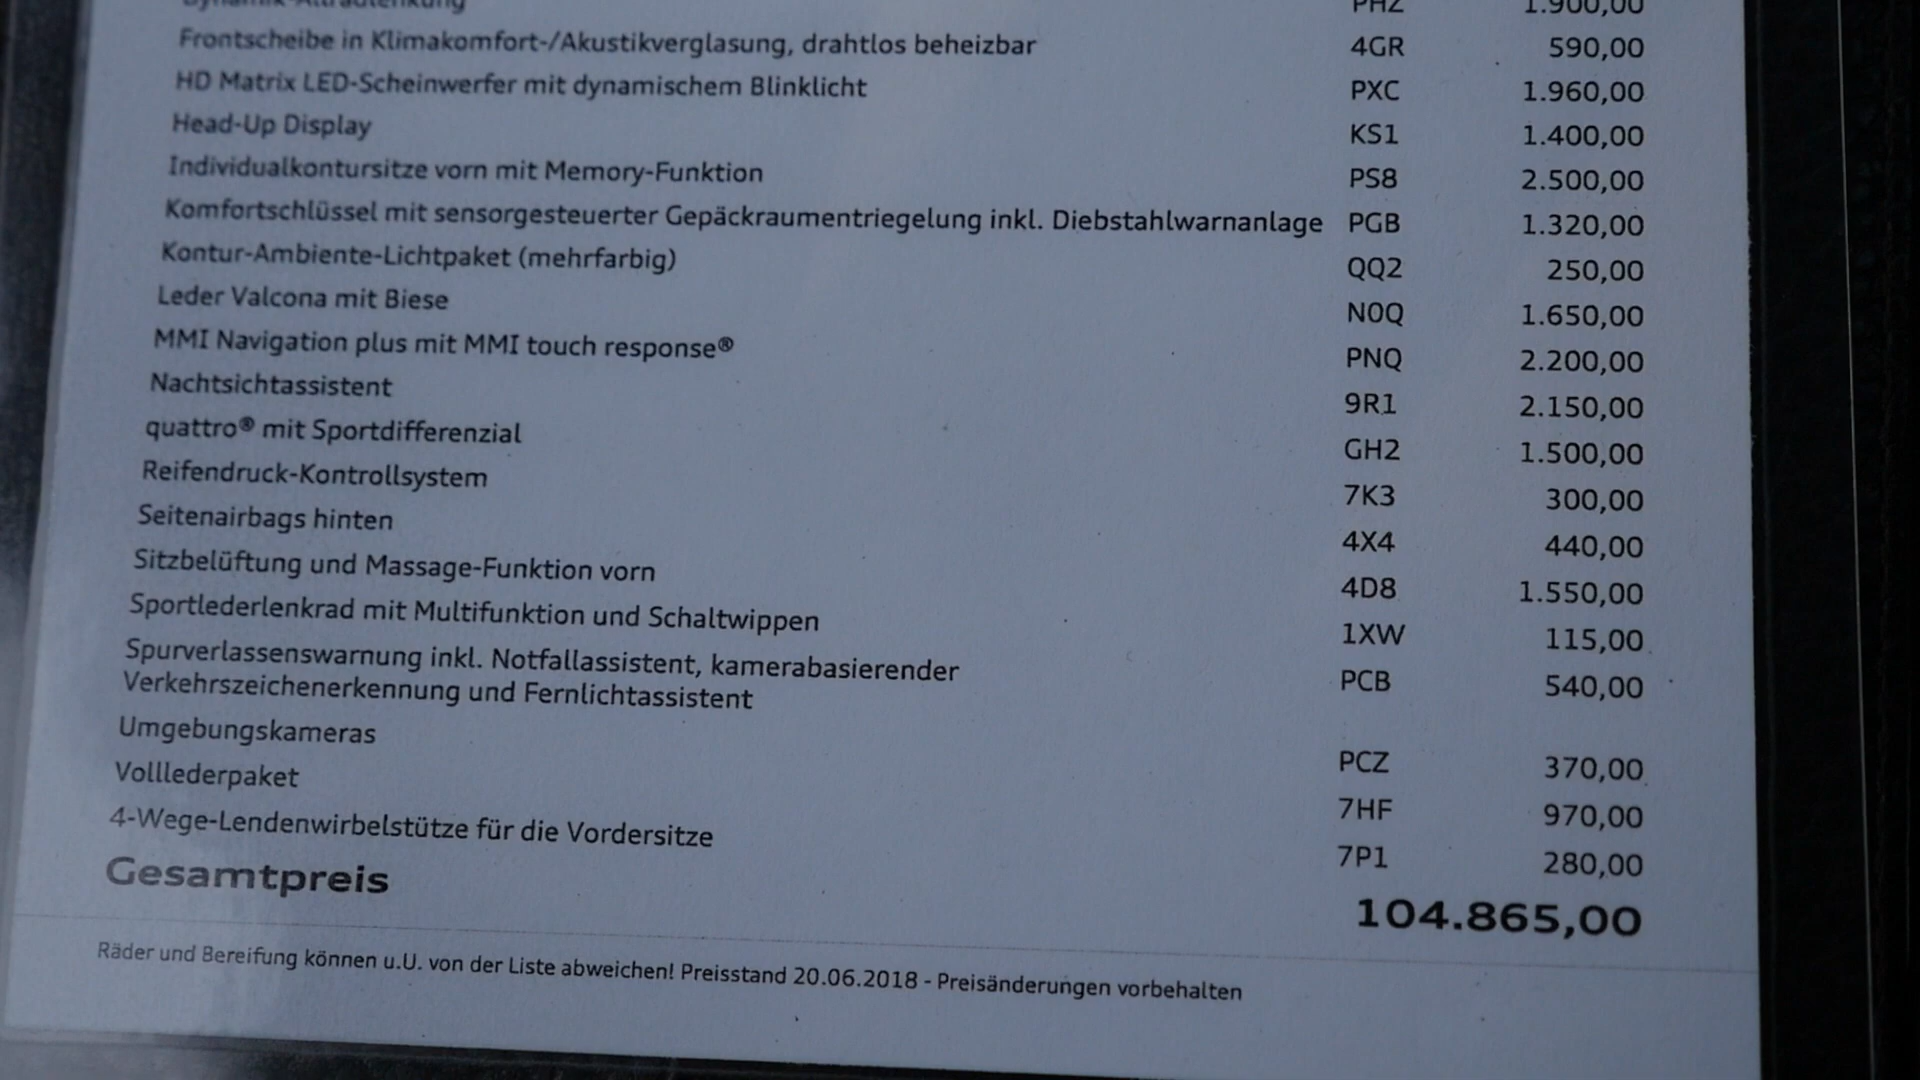 Dynamik-Allradlenkung PHZ 1.900,00
Frontscheibe in Klimakomfort-/Akustikverglasung, drahtlos beheizbar 4GR 590,00
HD Matrix LED-Scheinwerfer mit dynamischem Blinklicht PXC 1.960,00
Head-Up Display KS1 1.400,00
Individualkontursitze vorn mit Memory-Funktion PS8 2.500,00
Komfortschlüssel mit sensorgesteuerter Gepäckraumentriegelung inkl. Diebstahlwarnanlage PGB 1.320,00
Kontur-Ambiente-Lichtpaket (mehrfarbig) QQ2 250,00
Leder Valcona mit Biese N0Q 1.650,00
MMI Navigation plus mit MMI touch response® PNQ 2.200,00
Nachtsichtassistent 9R1 2.150,00
quattro® mit Sportdifferenzial GH2 1.500,00
Reifendruck-Kontrollsystem 7K3 300,00
Seitenairbags hinten 4X4 440,00
Sitzbelüftung und Massage-Funktion vorn 4D8 1.550,00
Sportlederlenkrad mit Multifunktion und Schaltwippen 1XW 115,00
Spurverlassenswarnung inkl. Notfallassistent, kamerabasierender PCB 540,00
Verkehrszeichenerkennung und Fernlichtassistent
Umgebungskameras PCZ 370,00
Volllederpaket 7HF 970,00
4-Wege-Lendenwirbelstütze für die Vordersitze 7P1 280,00
Gesamtpreis 104.865,00
Räder und Bereifung können u.U. von der Liste abweichen! Preisstand 20.06.2018 - Preisänderungen vorbehalten